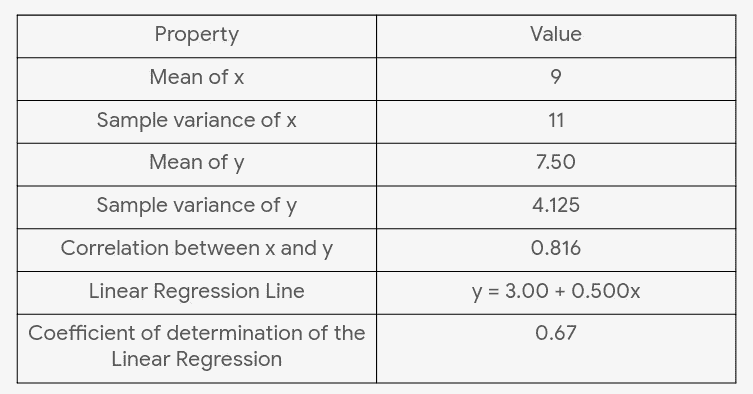 Property Value
Mean of x 9
Sample variance of x 11
Mean of y 7.50
Sample variance of y 4.125
Correlation between x and y 0.816
Linear Regression Line y = 3.00 + 0.500x
Coefficient of determination of the 0.67
Linear Regression